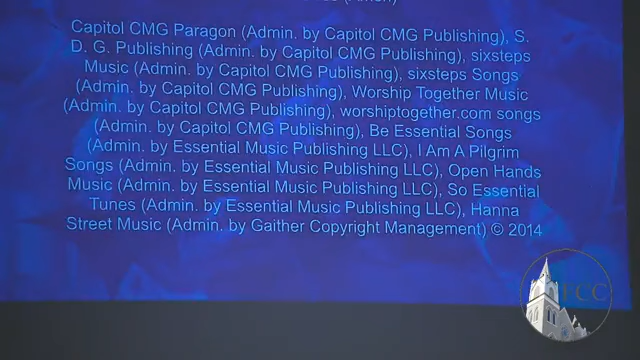 Capitol CMG Paragon (Admin. by Capitol CMG Publishing), S.
D. G. Publishing (Admin. by Capitol CMG Publishing), sixsteps
Music (Admin. by Capitol CMG Publishing), sixsteps Songs
(Admin. by Capitol CMG Publishing), Worship Together Music
(Admin. by Capitol CMG Publishing), worshiptogether.com songs
(Admin. by Capitol CMG Publishing), Be Essential Songs
(Admin. by Essential Music Publishing LLC), I Am A Pilgrim
Songs (Admin. by Essential Music Publishing LLC), Open Hands
Music (Admin. by Essential Music Publishing LLC), So Essential
Tunes (Admin. by Essential Music Publishing LLC), Hanna
Street Music (Admin. by Gaither Copyright Management) © 2014